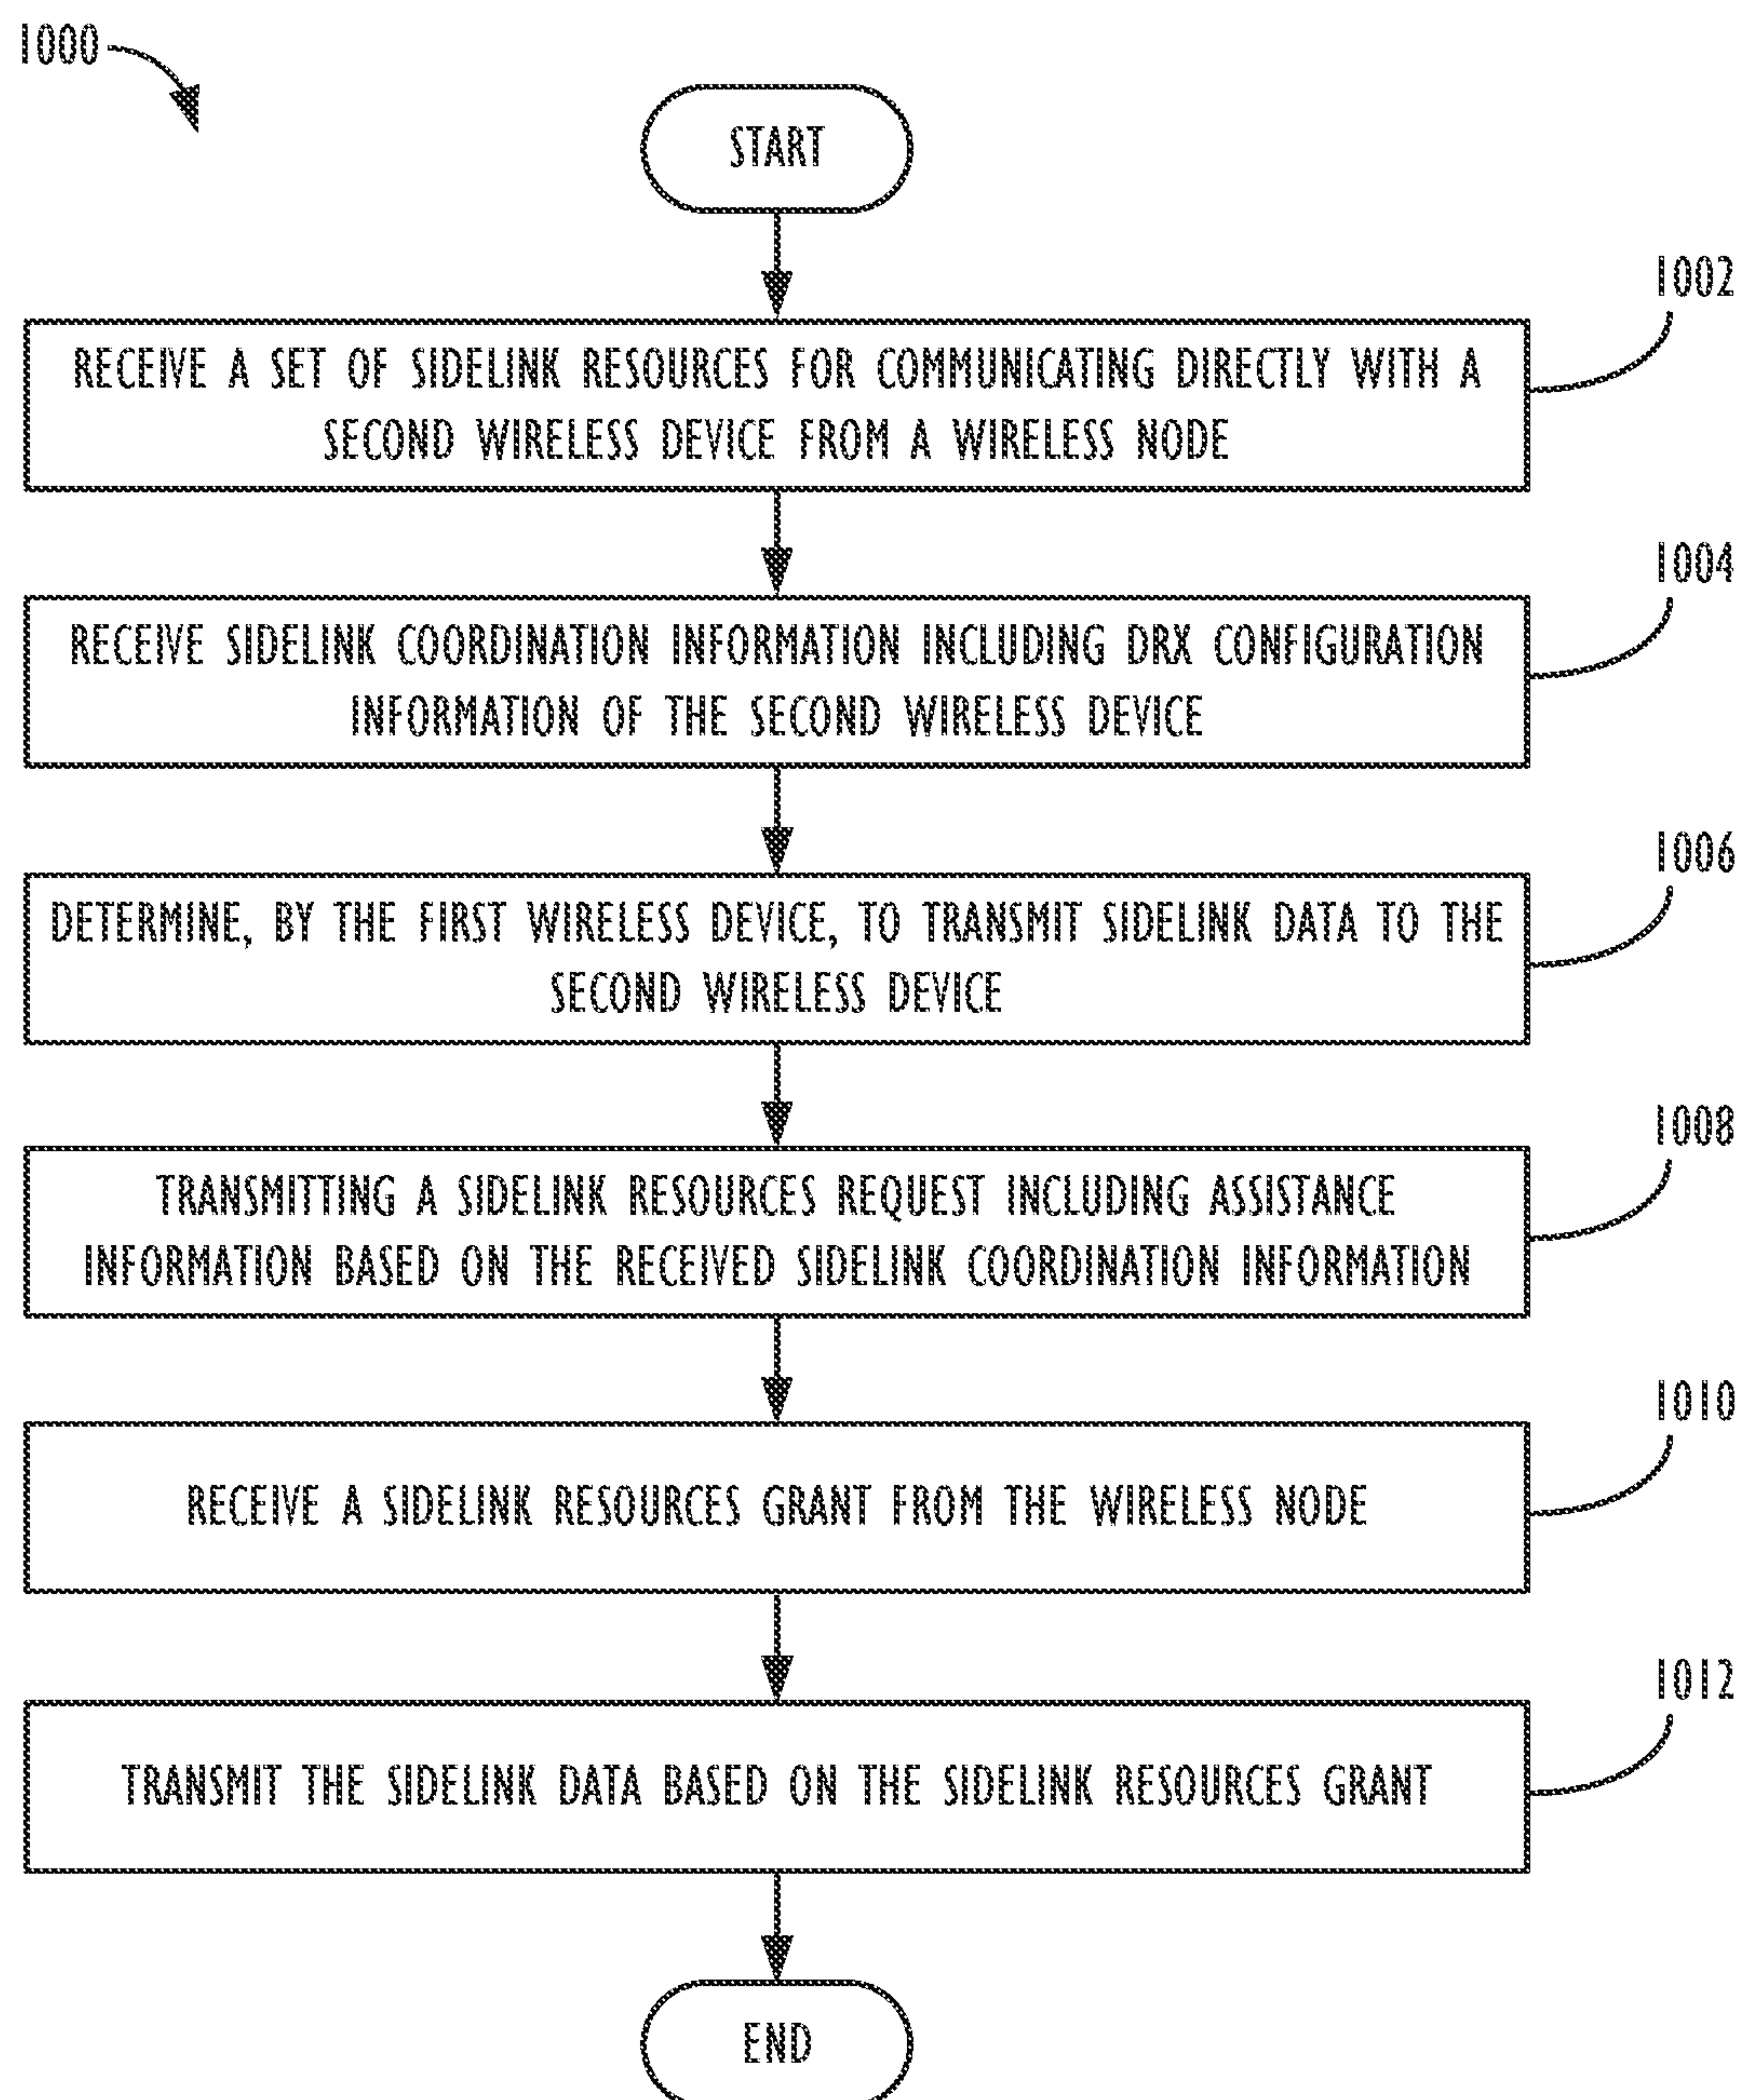 1000
START
1002
RECEIVE A SET OF SIDELINK RESOURCES FOR COMMUNICATING DIRECTLY WITH A
SECOND WIRELESS DEVICE FROM A WIRELESS NODE
1004
RECEIVE SIDELINK COORDINATION INFORMATION INCLUDING DRX CONFIGURATION
INFORMATION OF THE SECOND WIRELESS DEVICE
1006
DETERMINE, BY THE FIRST WIRELESS DEVICE, TO TRANSMIT SIDELINK DATA TO THE
SECOND WIRELESS DEVICE
1008
TRANSMITTING A SIDELINK RESOURCES REQUEST INCLUDING ASSISTANCE
INFORMATION BASED ON THE RECEIVED SIDELINK COORDINATION INFORMATION
1010
RECEIVE A SIDELINK RESOURCES GRANT FROM THE WIRELESS NODE
1012
TRANSMIT THE SIDELINK DATA BASED ON THE SIDELINK RESOURCES GRANT
END